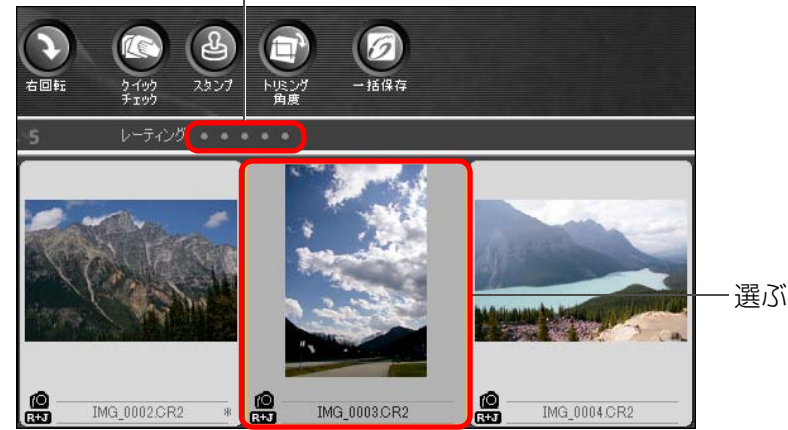 右回転
クイック
チェック
スタンプ
トリミング
角度
一括保存
5
レーティング
選ぶ
R+J
IMG_0002.CR2
*
R+J
IMG_0003.CR2
R+J
IMG_0004.CR2